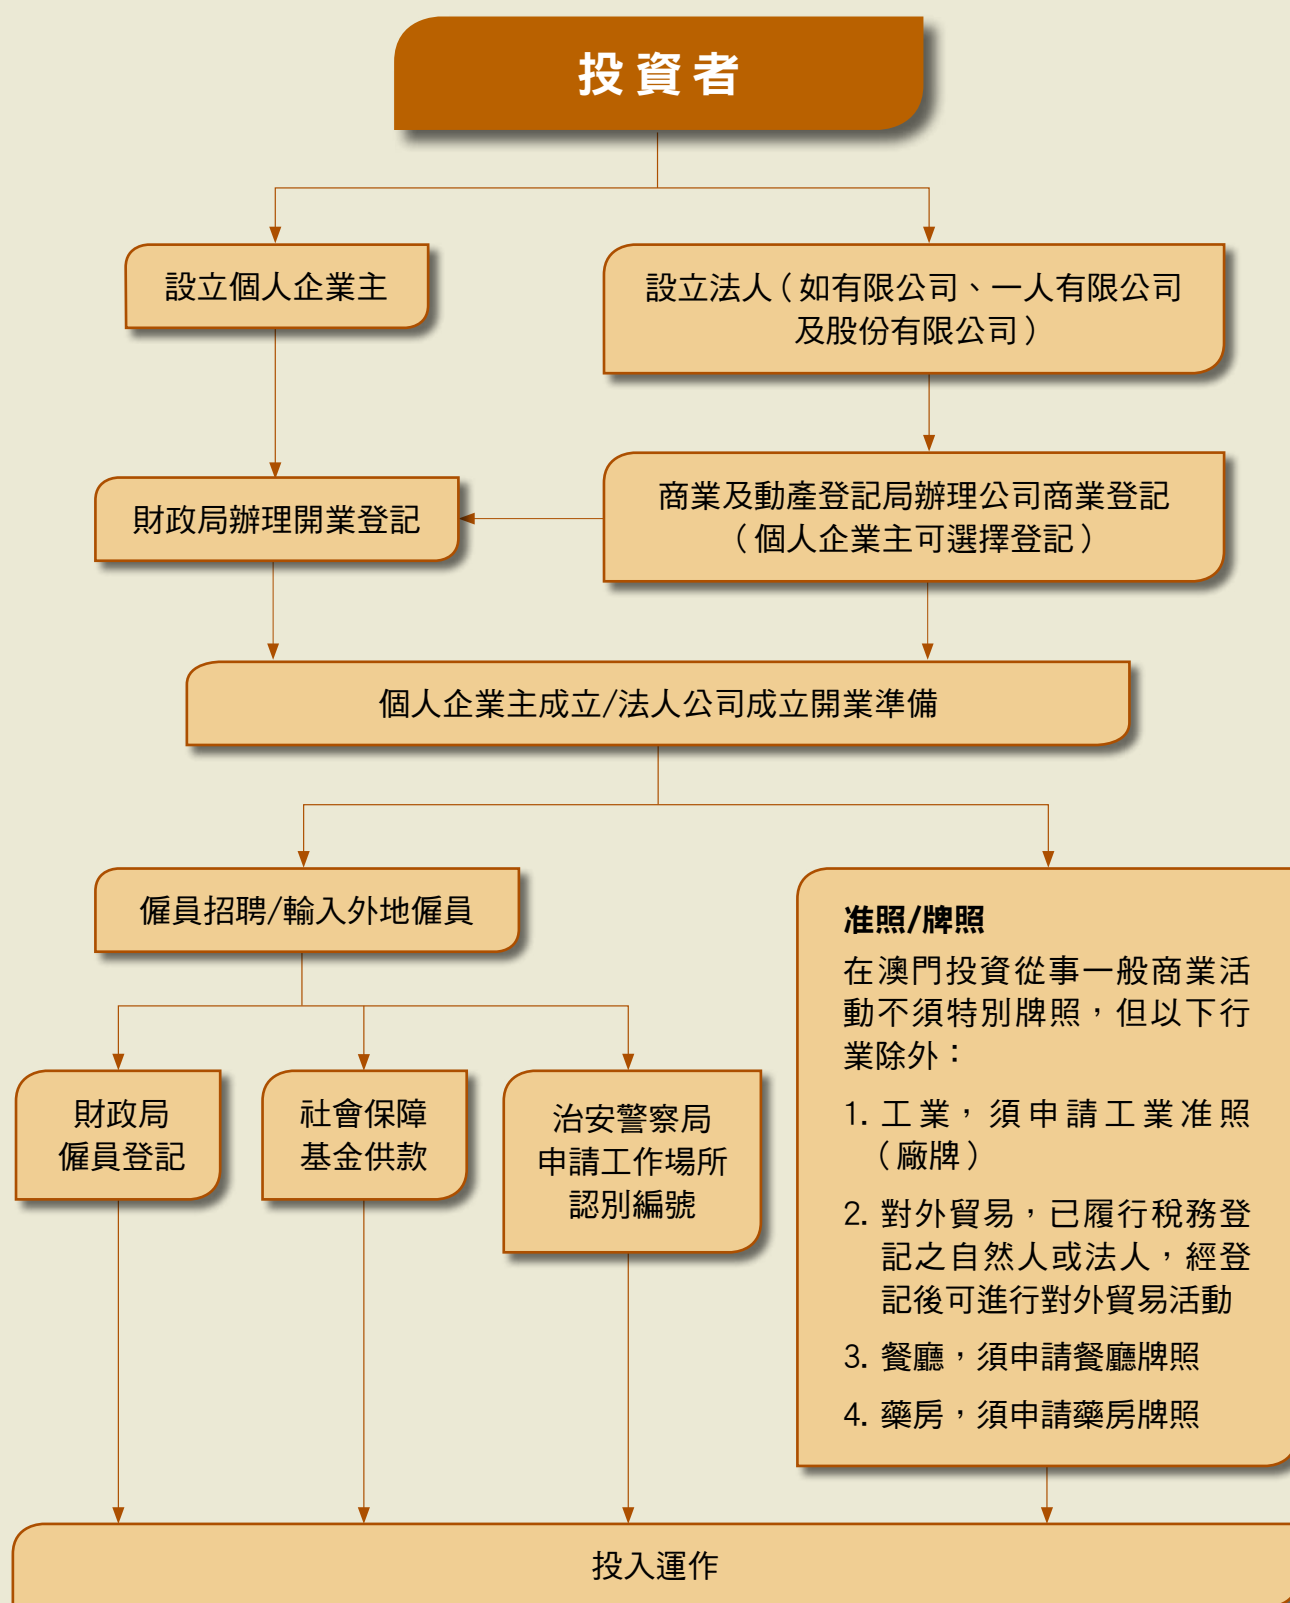 投資者
設立個人企業主
設立法人（如有限公司、一人有限公司
及股份有限公司）
財政局辦理開業登記
商業及動產登記局辦理公司商業登記
（個人企業主可選擇登記）
個人企業主成立/法人公司成立開業準備
僱員招聘/輸入外地僱員
財政局
僱員登記
社會保障
基金供款
治安警察局
申請工作場所
認別編號
准照/牌照
在澳門投資從事一般商業活
動不須特別牌照，但以下行
業除外：
1. 工業，須申請工業准照
（廠牌）
2. 對外貿易，已履行稅務登
記之自然人或法人，經登
記後可進行對外貿易活動
3. 餐廳，須申請餐廳牌照
4. 藥房，須申請藥房牌照
投入運作